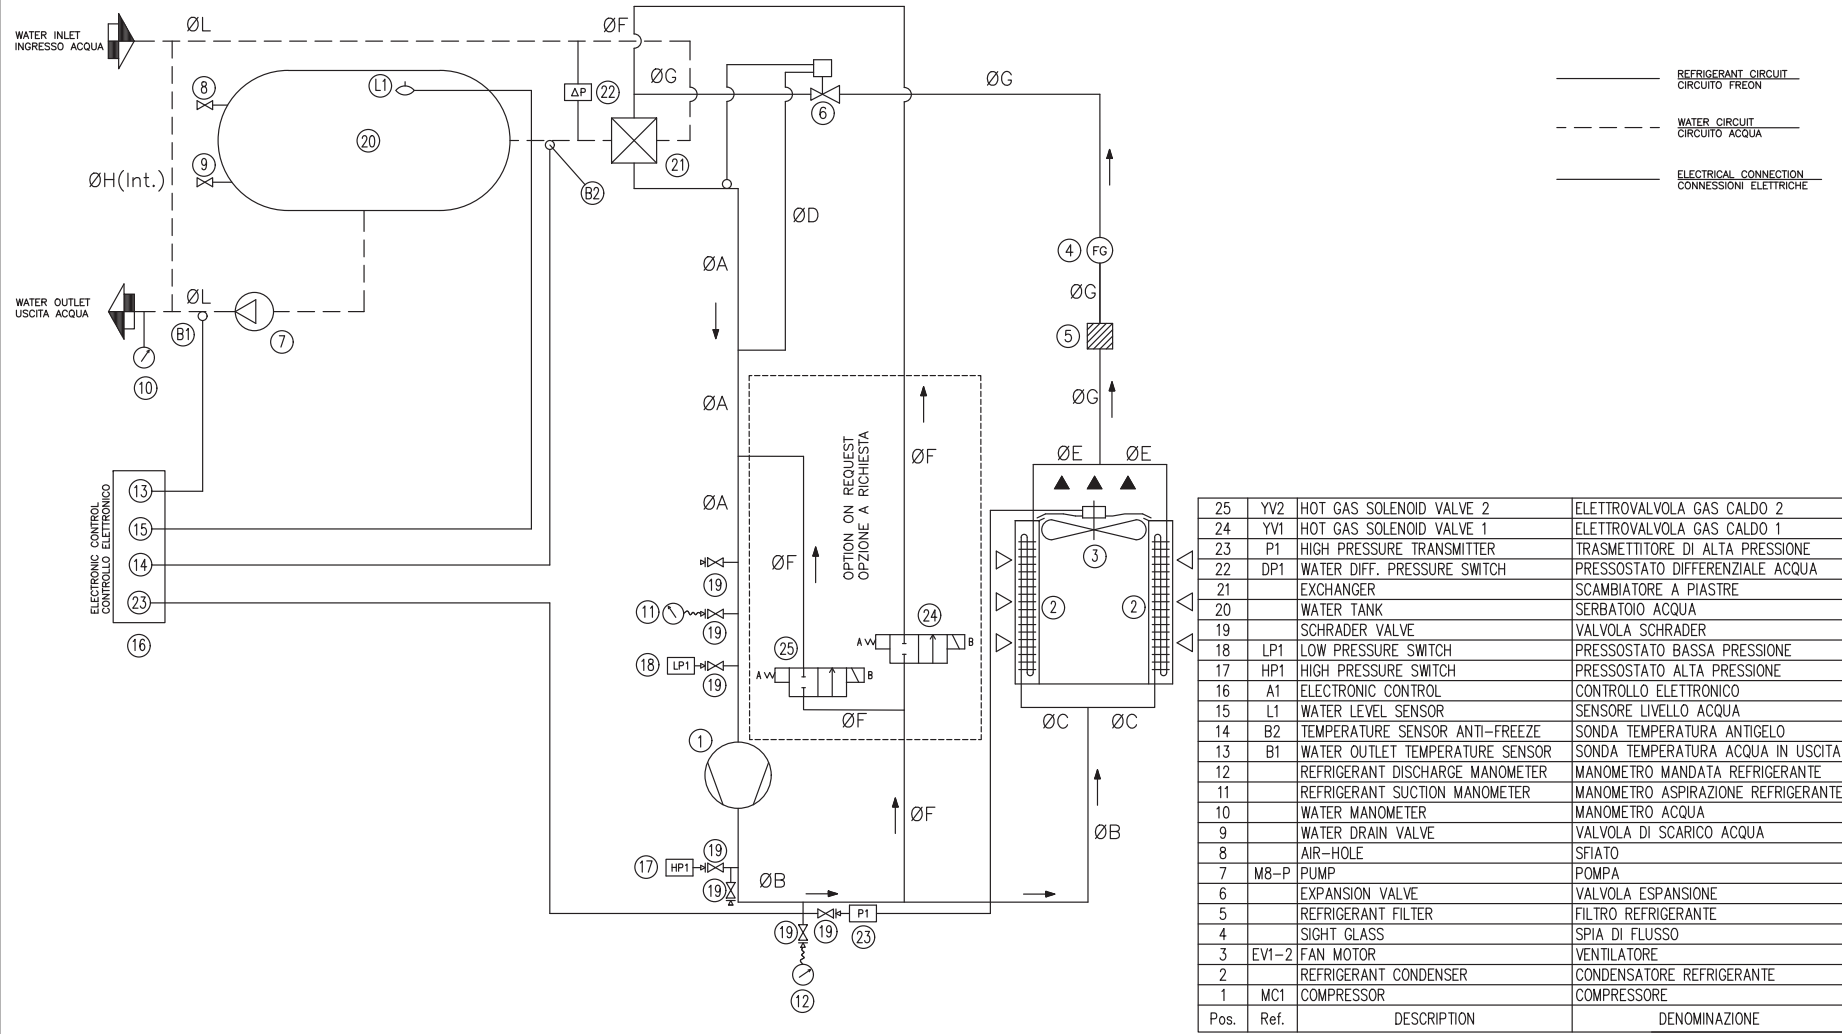 WATER INLET
INGRESSO ACQUA
ØL
ØF
8
L1
ØG
ΔP
22
6
ØG
20
9
21
ØH(Int.)
B2
ØD
ØA
WATER OUTLET
USCITA ACQUA
ØL
B1
7
10
4
FG
ØG
5
ØG
ØA
ØA
OPTION ON REQUEST
OPZIONE A RICHIESTA
ØF
ØE
ØE
ELECTRONIC CONTROL
CONTROLLO ELETTRONICO
13
15
14
23
16
19
11
19
18
LP1
19
ØF
25
A
B
24
A
B
ØF
3
2
2
ØC
ØC
1
ØF
ØB
19
17
HP1
19
ØB
19
19
P1
23
12
REFRIGERANT CIRCUIT
CIRCUITO FREON
WATER CIRCUIT
CIRCUITO ACQUA
ELECTRICAL CONNECTION
CONNESSIONI ELETTRICHE
25 YV2 HOT GAS SOLENOID VALVE 2 ELETTROVALVOLA GAS CALDO 2
24 YV1 HOT GAS SOLENOID VALVE 1 ELETTROVALVOLA GAS CALDO 1
23 P1 HIGH PRESSURE TRANSMITTER TRASMETTITORE DI ALTA PRESSIONE
22 DP1 WATER DIFF. PRESSURE SWITCH PRESSOSTATO DIFFERENZIALE ACQUA
21 EXCHANGER SCAMBIATORE A PIASTRE
20 WATER TANK SERBATOIO ACQUA
19 SCHRADER VALVE VALVOLA SCHRADER
18 LP1 LOW PRESSURE SWITCH PRESSOSTATO BASSA PRESSIONE
17 HP1 HIGH PRESSURE SWITCH PRESSOSTATO ALTA PRESSIONE
16 A1 ELECTRONIC CONTROL CONTROLLO ELETTRONICO
15 L1 WATER LEVEL SENSOR SENSORE LIVELLO ACQUA
14 B2 TEMPERATURE SENSOR ANTI-FREEZE SONDA TEMPERATURA ANTIGELO
13 B1 WATER OUTLET TEMPERATURE SENSOR SONDA TEMPERATURA ACQUA IN USCITA
12 REFRIGERANT DISCHARGE MANOMETER MANOMETRO MANDATA REFRIGERANTE
11 REFRIGERANT SUCTION MANOMETER MANOMETRO ASPIRAZIONE REFRIGERANTE
10 WATER MANOMETER MANOMETRO ACQUA
9 WATER DRAIN VALVE VALVOLA DI SCARICO ACQUA
8 AIR-HOLE SFIATO
7 M8-P PUMP POMPA
6 EXPANSION VALVE VALVOLA ESPANSIONE
5 REFRIGERANT FILTER FILTRO REFRIGERANTE
4 SIGHT GLASS SPIA DI FLUSSO
3 EV1-2 FAN MOTOR VENTILATORE
2 REFRIGERANT CONDENSER CONDENSATORE REFRIGERANTE
1 MC1 COMPRESSOR COMPRESSORE
Pos. Ref. DESCRIPTION DENOMINAZIONE